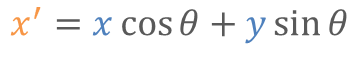 x′ = x cos θ + y sin θ